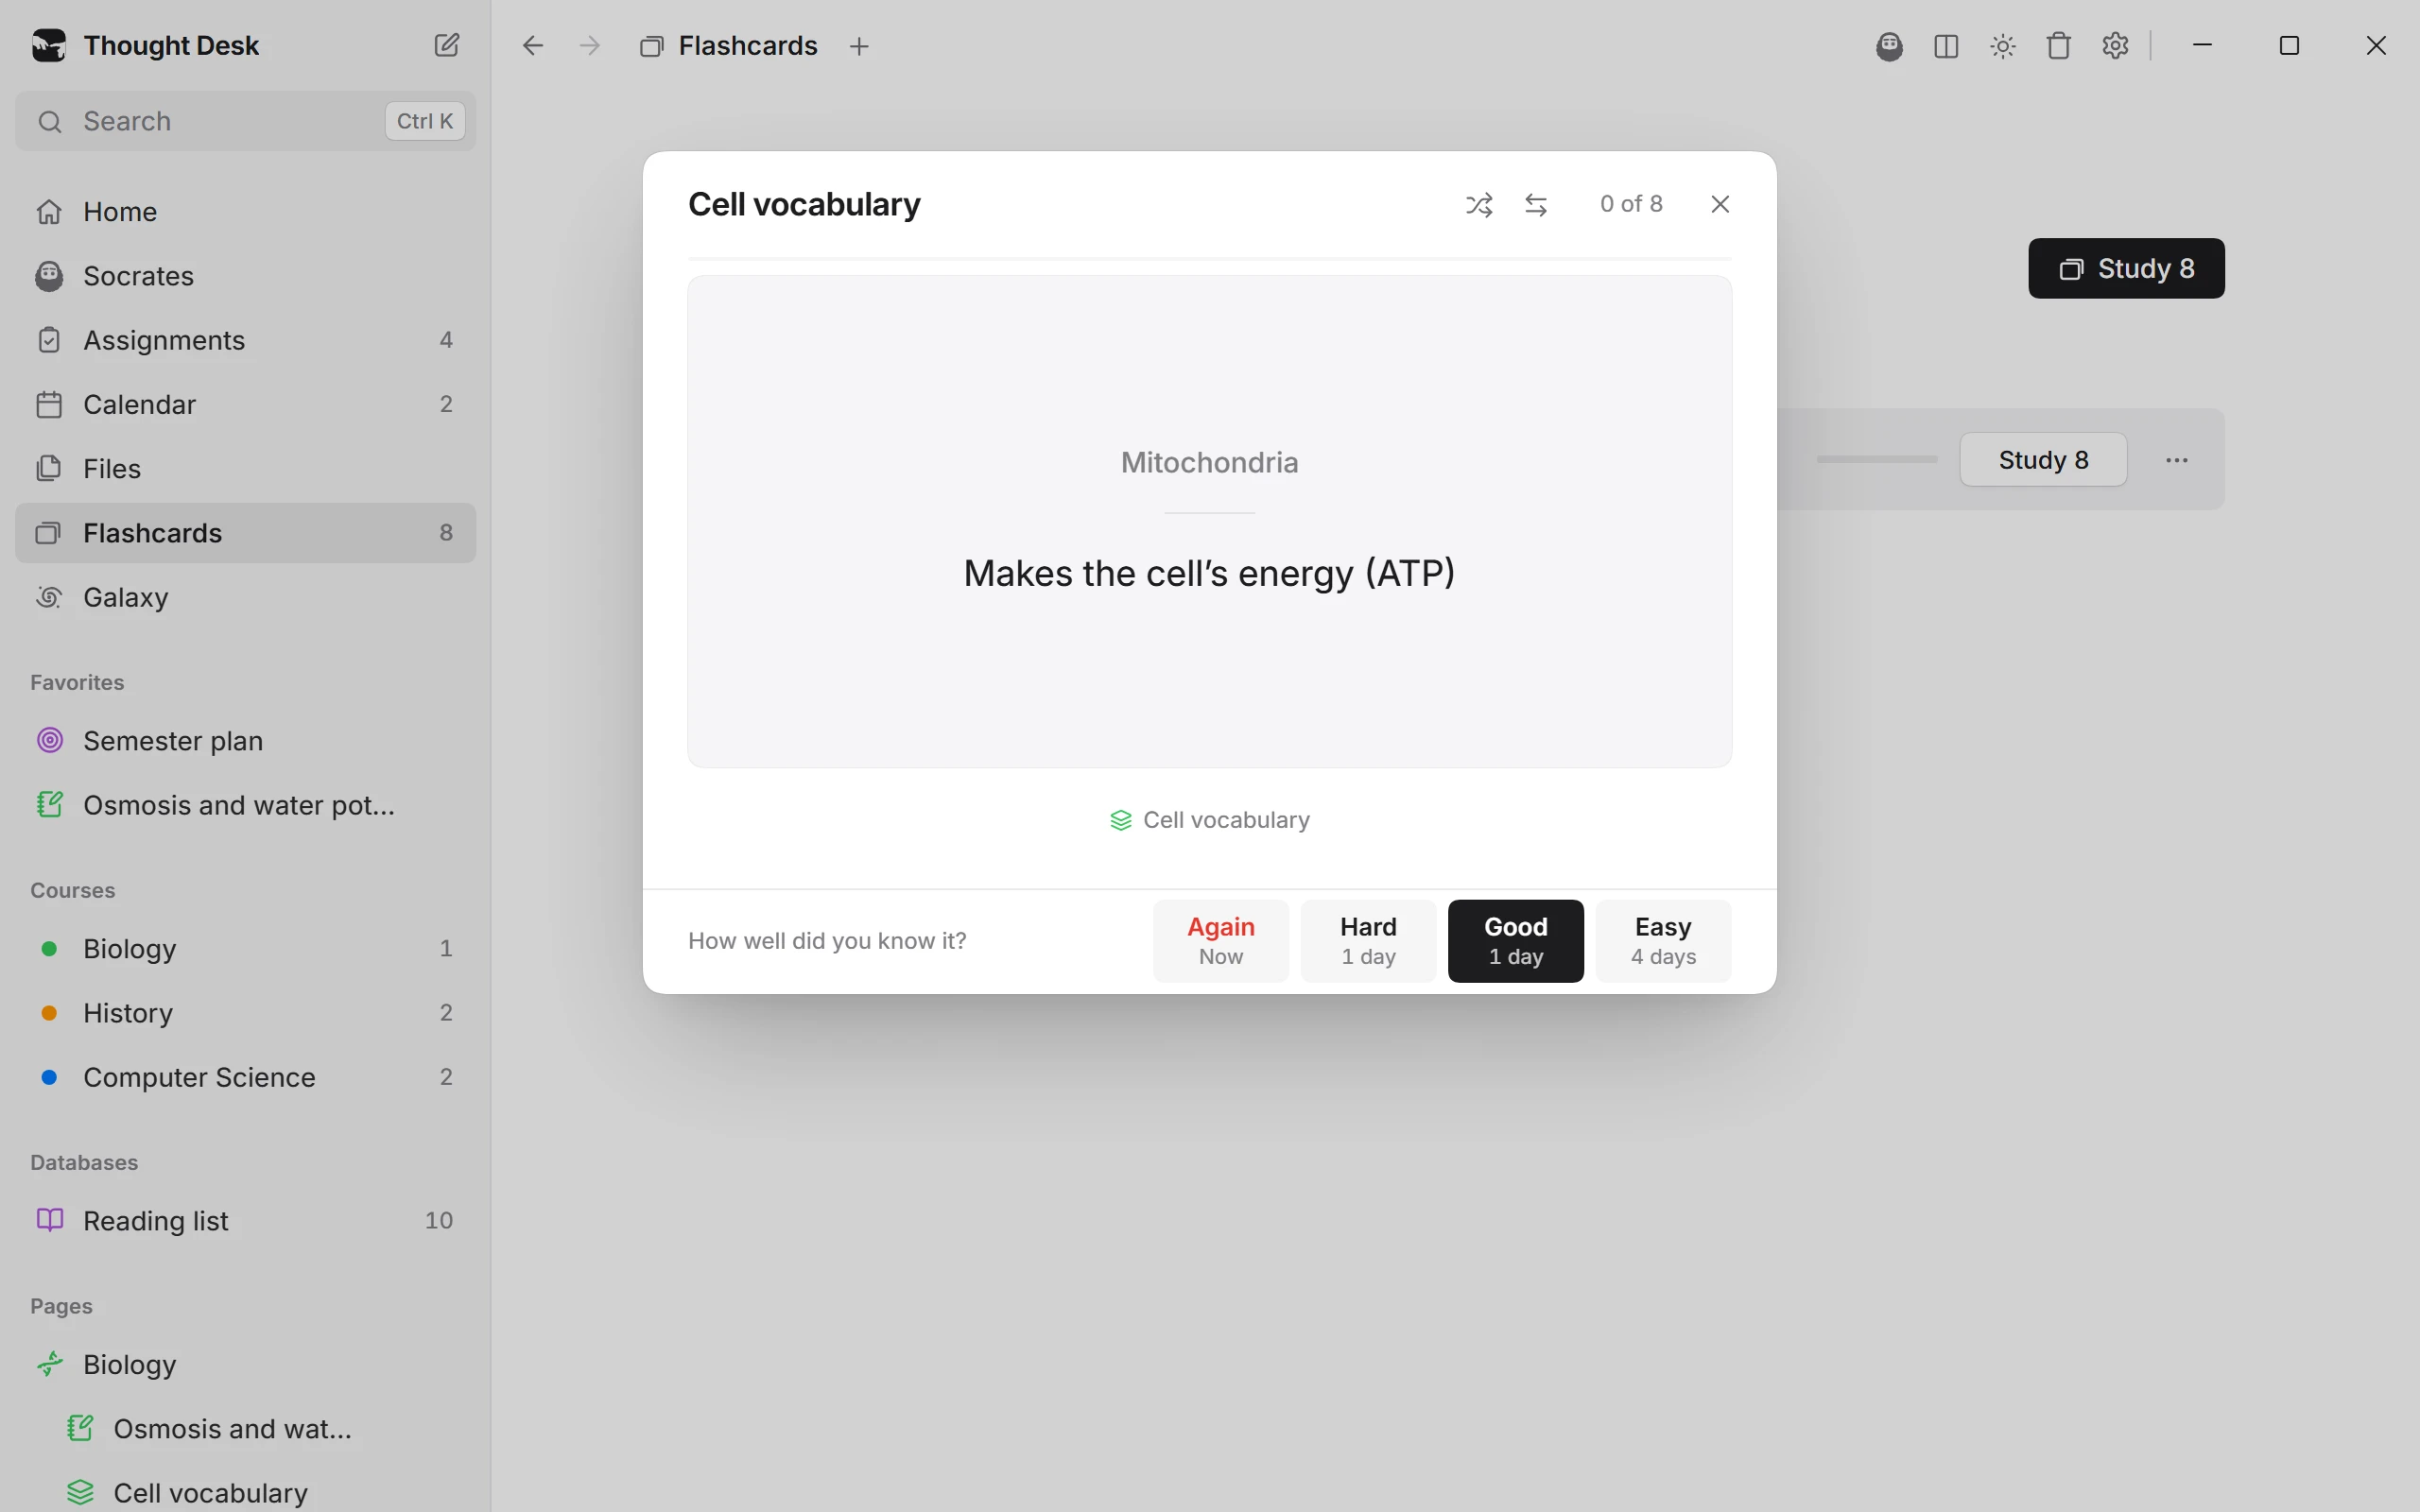 Thought Desk
Search Ctrl K
Home
Socrates
Assignments 4
Calendar 2
Files
Flashcards 8
Galaxy
Favorites
Semester plan
Osmosis and water pot...
Courses
Biology 1
History 2
Computer Science 2
Databases
Reading list 10
Pages
Biology
Osmosis and wat...
Cell vocabulary
Flashcards
Study 8
Study 8
Cell vocabulary 0 of 8
Mitochondria
Makes the cell’s energy (ATP)
Cell vocabulary
How well did you know it?
Again Hard Good Easy
Now 1 day 1 day 4 days